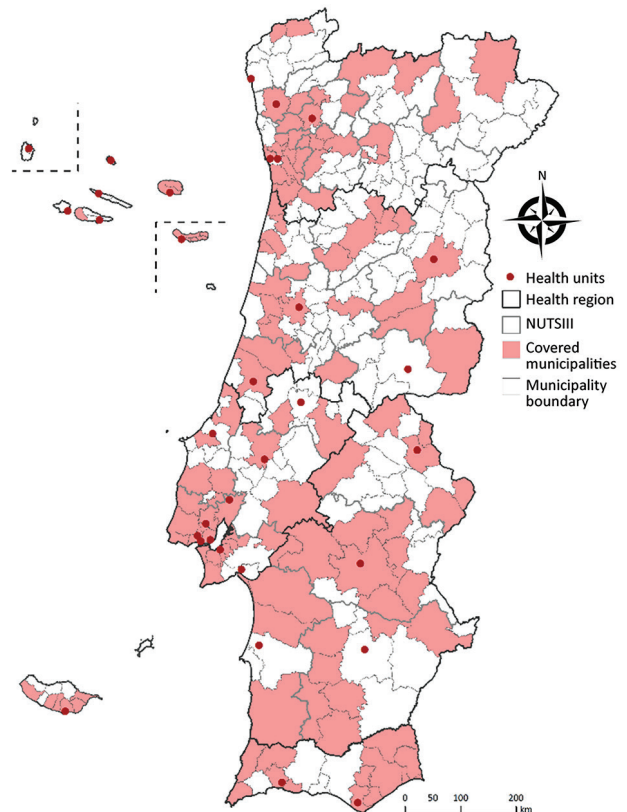 N
Health units
Health region
NUTSIII
Covered
municipalities
Municipality
boundary
0 50 100 200
km